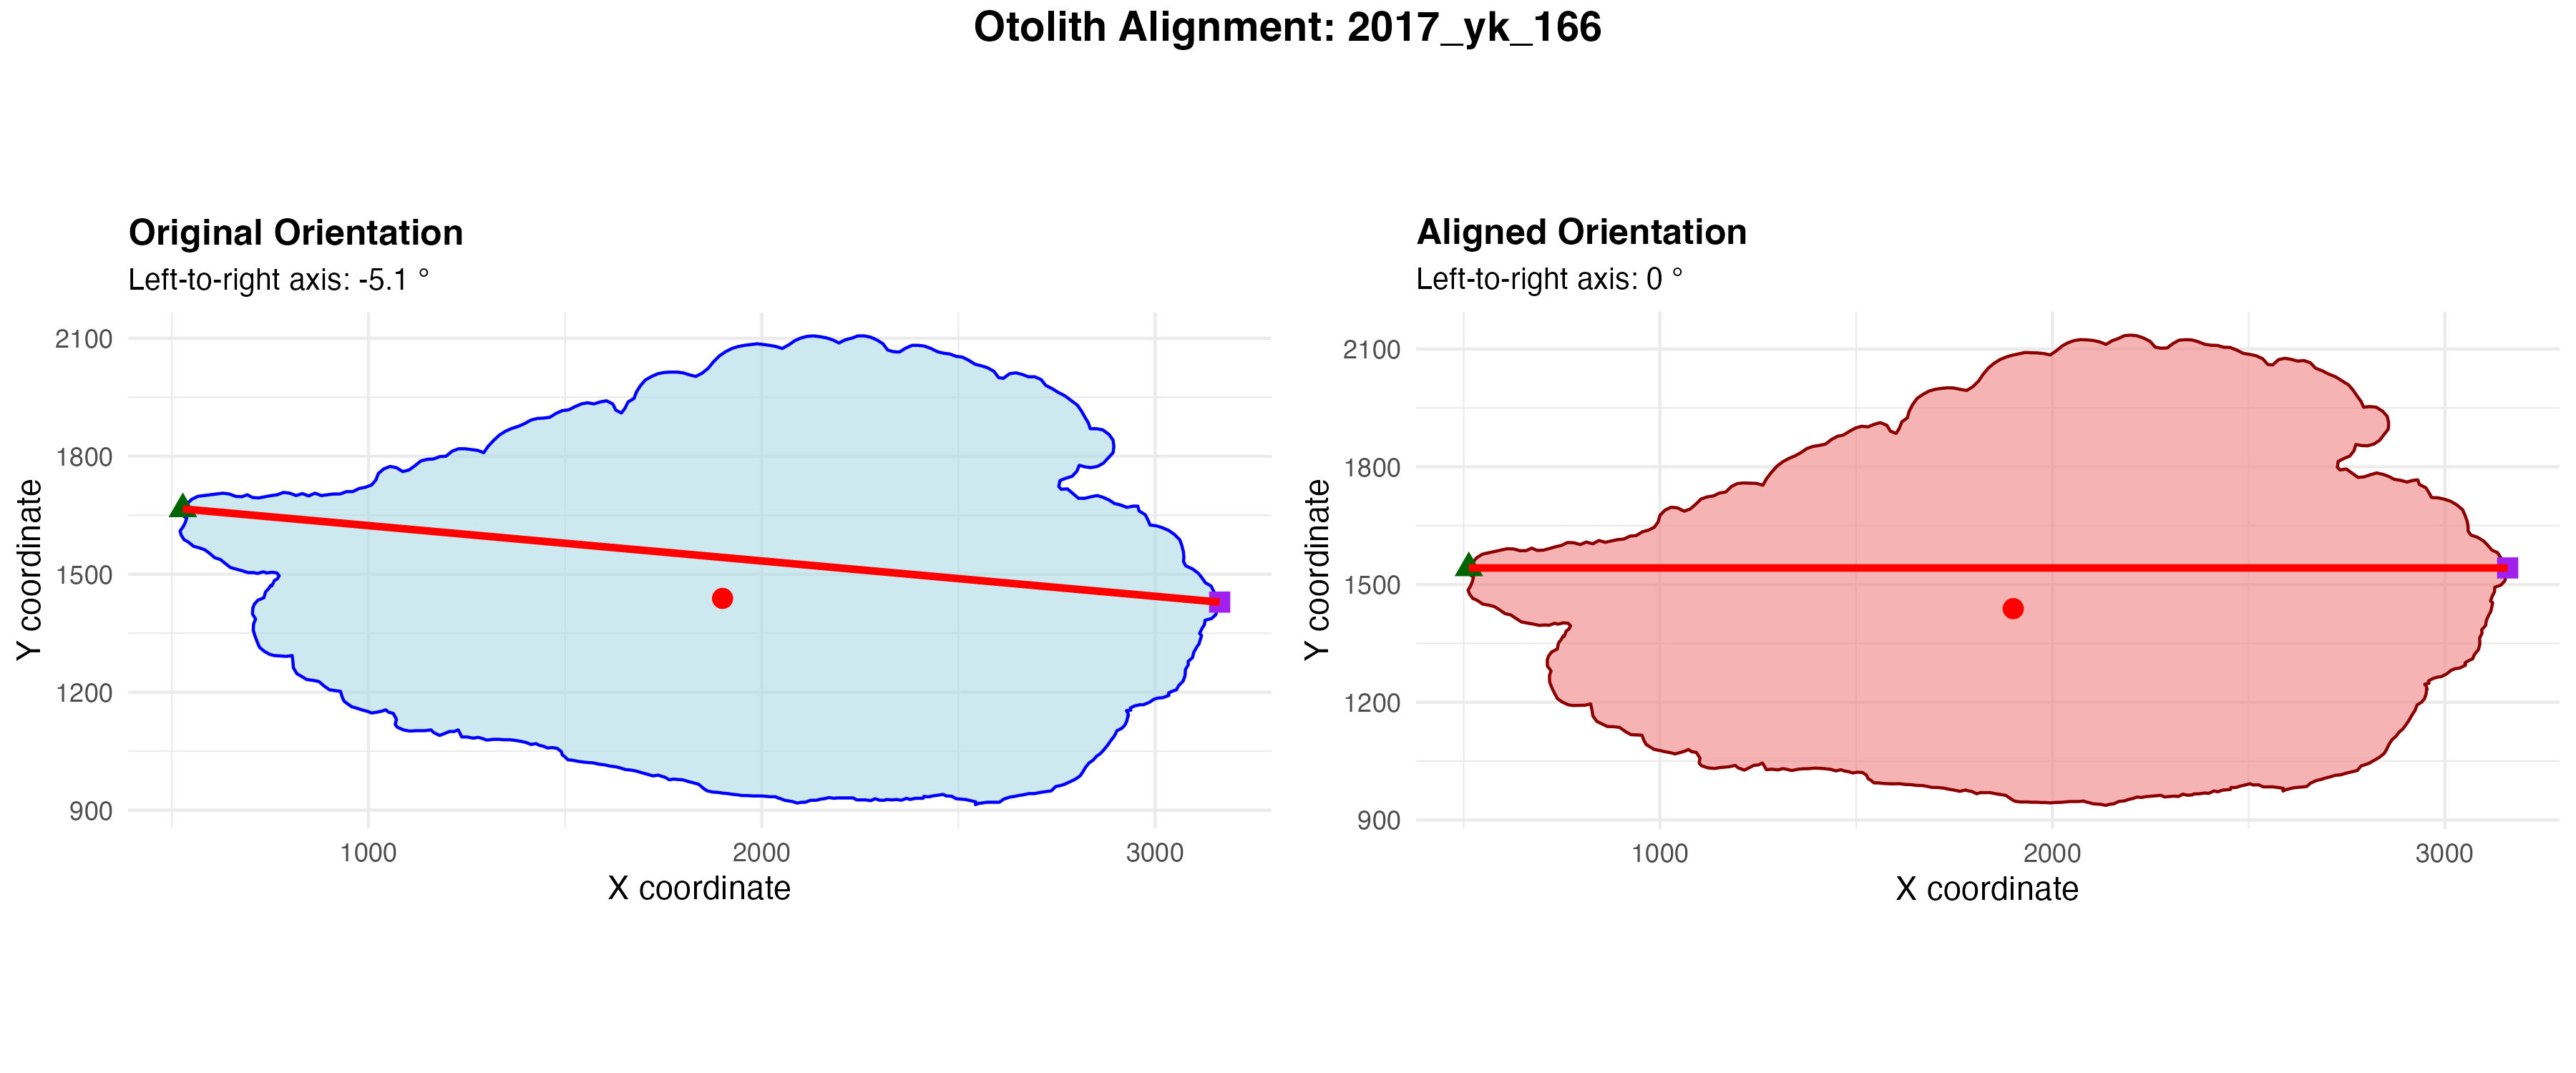 Otolith Alignment: 2017_yk_166
Original Orientation
Left-to-right axis: -5.1 °
2100
1800
1500
1200
900
Y coordinate
1000
2000
3000
X coordinate
Aligned Orientation
Left-to-right axis: 0 °
2100
1800
1500
1200
900
Y coordinate
1000
2000
3000
X coordinate